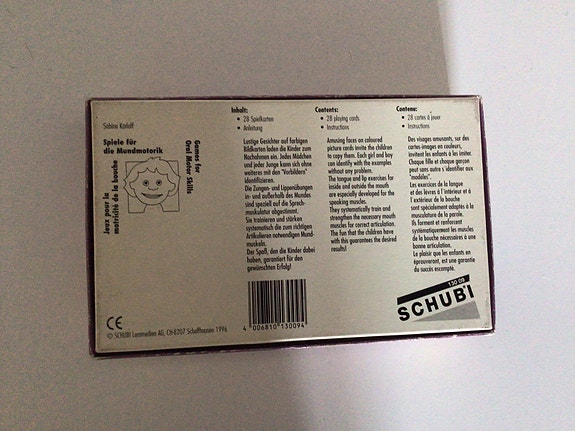 Sabine Karloff
Spiele für
die Mundmotorik
Games for
Oral Motor Skills
Jeux pour la
motricité de la bouche
Inhalt:
• 28 Spielkarten
• Anleitung
Lustige Gesichter auf farbigen
Bildkarten laden die Kinder zum
Nachahmen ein. Jedes Mädchen
und jeder Junge kann sich ohne
weiteres mit den "Vorbildern"
identifizieren.
Die Zungen- und Lippenübungen
in- und außerhalb des Mundes
sind speziell auf die Sprech-
muskulatur abgestimmt.
Sie trainieren und stärken
systematisch die zum richtigen
Artikulieren notwendigen Mund-
muskeln.
Der Spaß, den die Kinder dabei
haben, garantiert für den
gewünschten Erfolg!
Contents:
• 28 playing cards
• Instructions
Amusing faces on coloured
picture cards invite the children
to copy them. Each girl and boy
can identify with the examples
without any problem.
The tongue and lip exercises for
inside and outside the mouth
are especially developed for the
speaking muscles.
They systematically train and
strengthen the necessary mouth
muscles for correct articulation.
The fun that the children have
with this guarantees the desired
results!
Contenu:
• 28 cartes à jouer
• Instructions
Des visages amusants, sur des
cartes-images en couleurs,
invitent les enfants à les imiter.
Chaque fille et chaque garçon
peut sans autre s'identifier aux
"modèles".
Les exercices de la langue
et des lèvres à l'intérieur et à
l'extérieur de la bouche
sont spécialement adaptés à la
musculature de la parole.
Ils forment et renforcent
systématiquement les muscles
de la bouche nécessaires à une
bonne articulation.
Le plaisir que les enfants en
éprouveront, est une garantie
du succès escompté.
130 09
SCHUBI
4 006810 130094
CE
© SCHUBI Lernmedien AG, CH-8207 Schaffhausen 1996